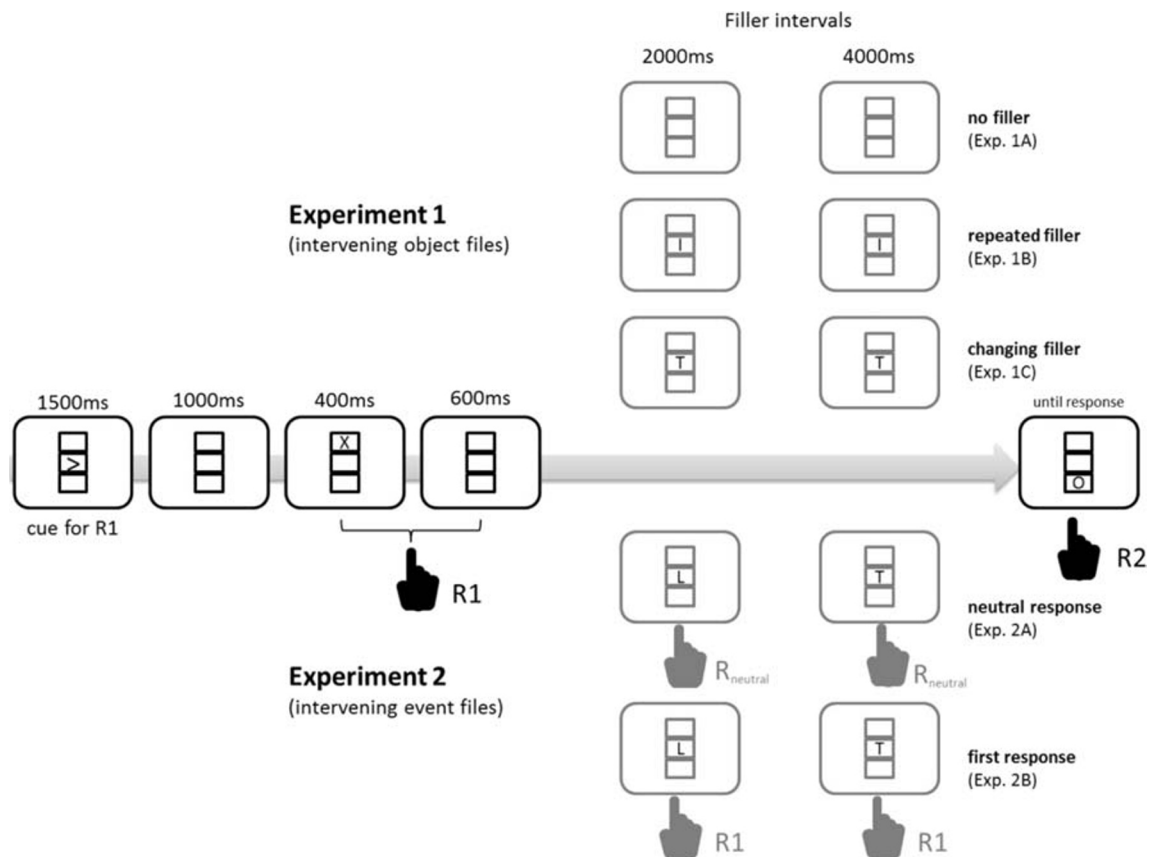 Filler intervals
2000ms 4000ms
no filler
(Exp. 1A)
Experiment 1
(intervening object files)
I I
repeated filler
(Exp. 1B)
T T
changing filler
(Exp. 1C)
1500ms 1000ms 400ms 600ms until response
X
>
O
cue for R1
R1
R2
L T
neutral response
(Exp. 2A)
Rneutral Rneutral
Experiment 2
(intervening event files)
L T
first response
(Exp. 2B)
R1 R1